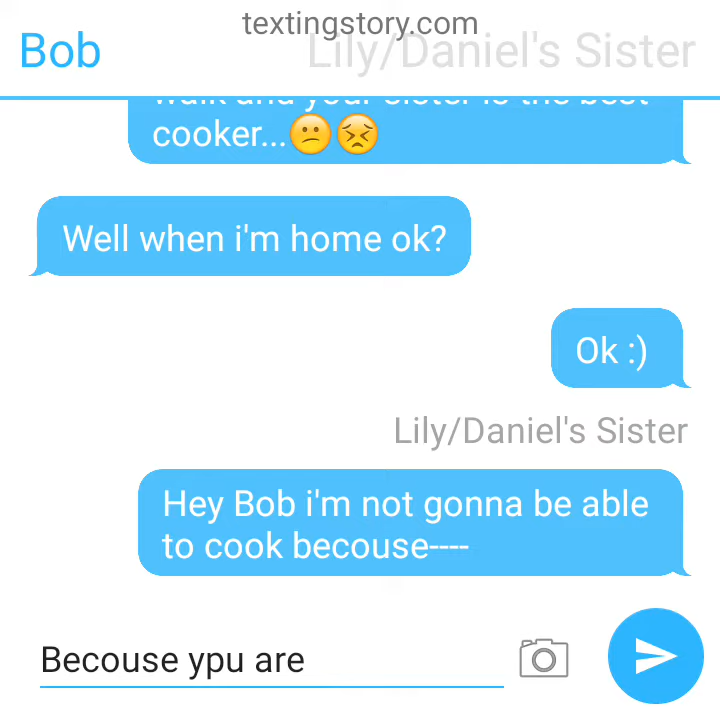 textingstory.com
Bob
Lily/Daniel's Sister
walk and your sister is the best
cooker...😕😣
Well when i'm home ok?
Ok :)
Lily/Daniel's Sister
Hey Bob i'm not gonna be able
to cook becouse----
Becouse ypu are